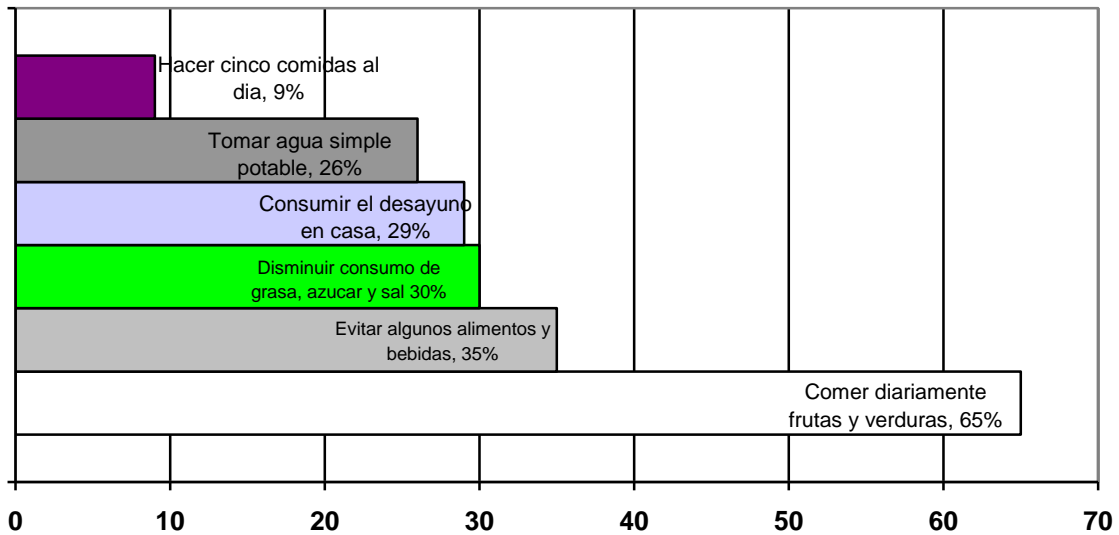 Hacer cinco comidas al
dia, 9%
Tomar agua simple
potable, 26%
Consumir el desayuno
en casa, 29%
Disminuir consumo de
grasa, azucar y sal 30%
Evitar algunos alimentos y
bebidas, 35%
Comer diariamente
frutas y verduras, 65%
0 10 20 30 40 50 60 70